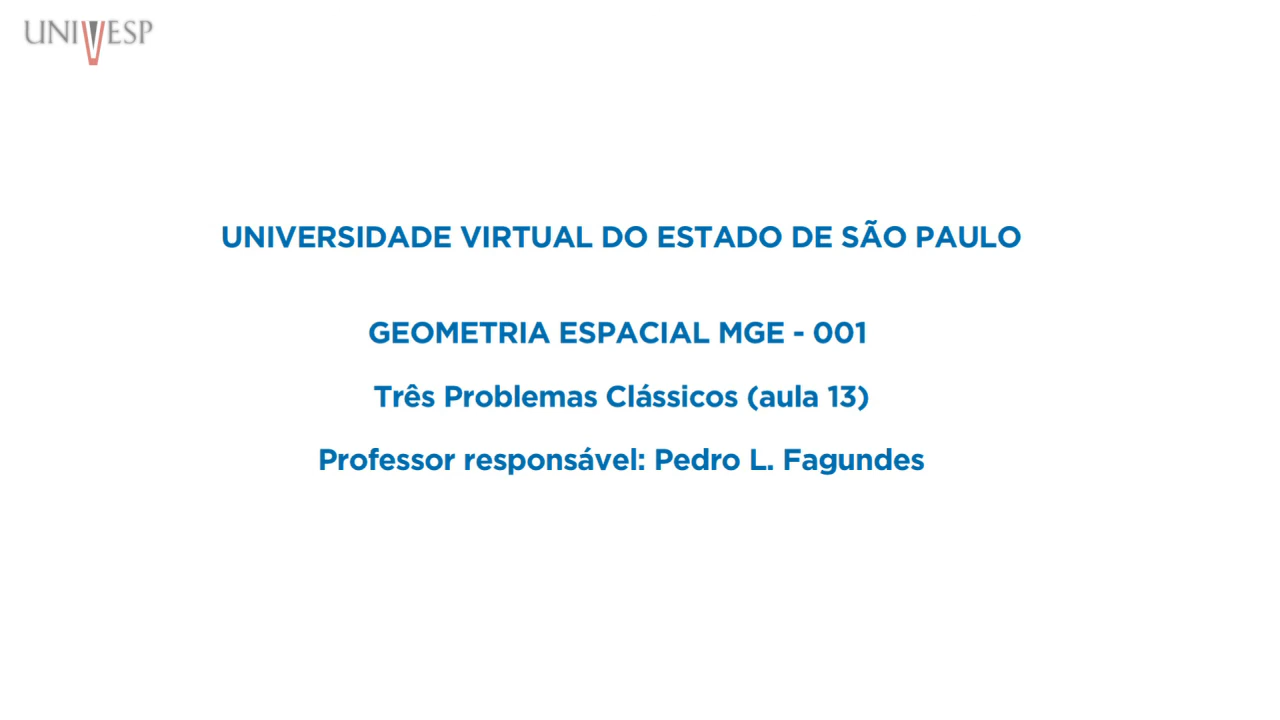 UNIVESP
UNIVERSIDADE VIRTUAL DO ESTADO DE SÃO PAULO
GEOMETRIA ESPACIAL MGE - 001
Três Problemas Clássicos (aula 13)
Professor responsável: Pedro L. Fagundes